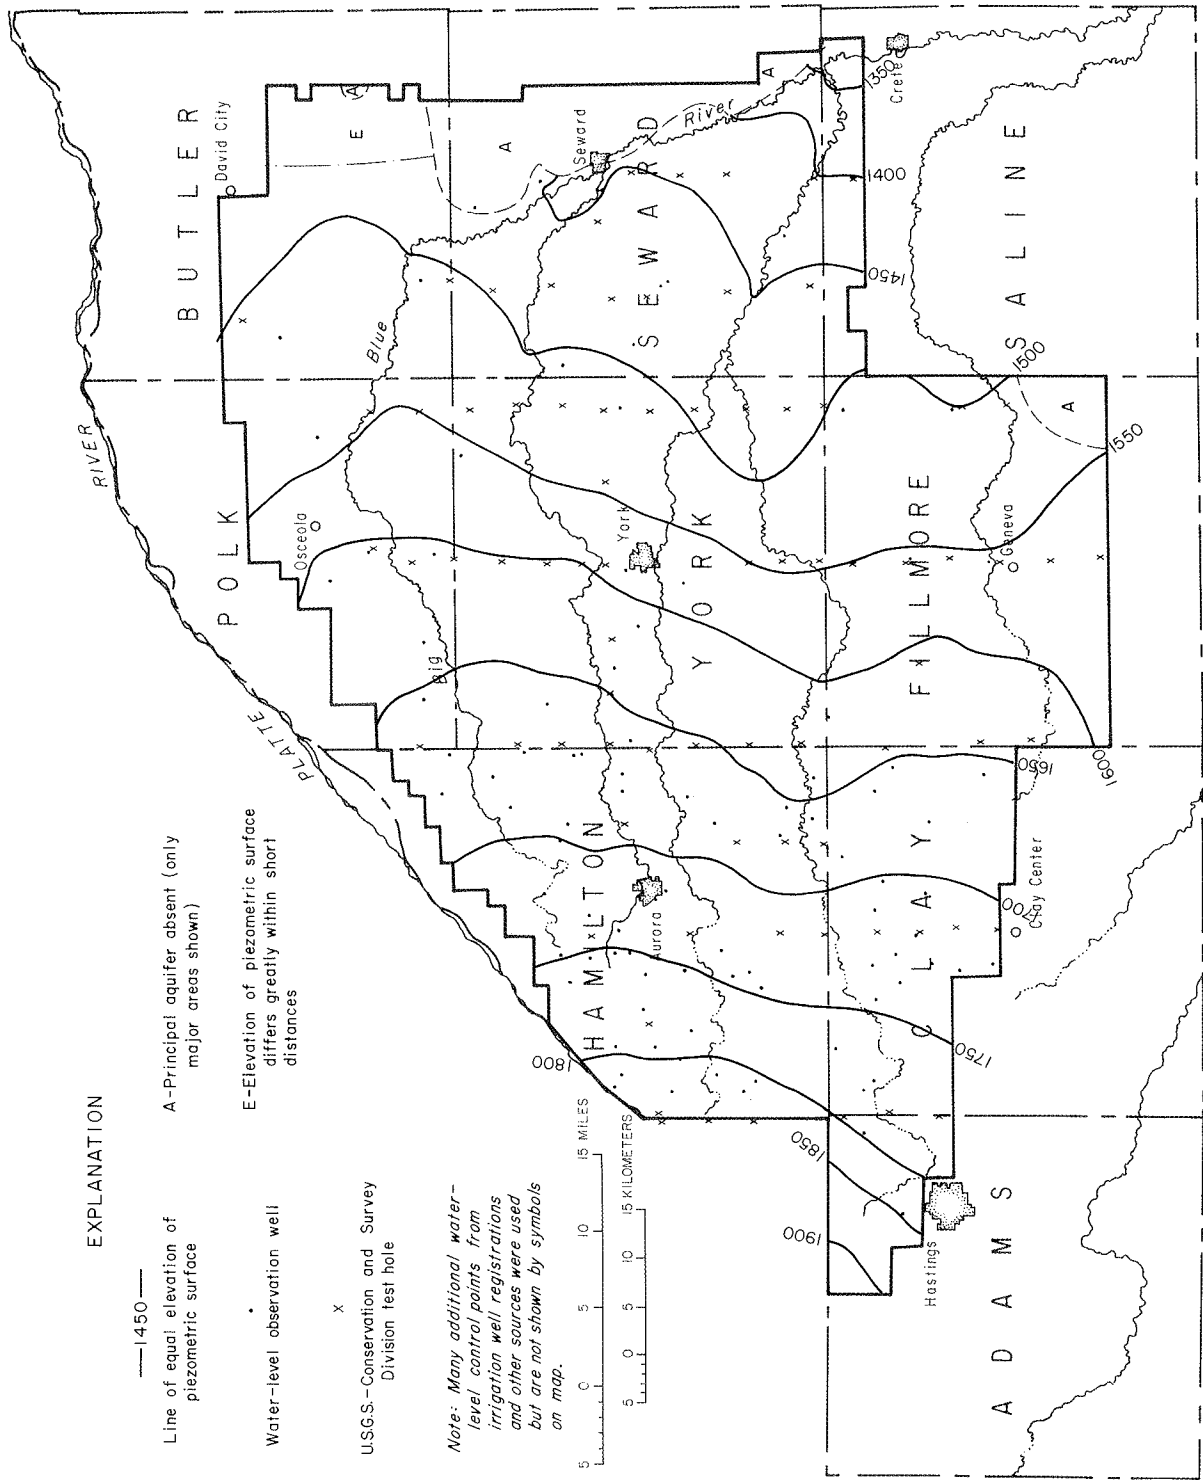 EXPLANATION
—1450—
Line of equal elevation of
piezometric surface
Water-level observation well
x
U.S.G.S.-Conservation and Survey
Division test hole
Note: Many additional water-
level control points from
irrigation well registrations
and other sources were used
but are not shown by symbols
on map.
A-Principal aquifer absent (only
major areas shown)
E-Elevation of piezometric surface
differs greatly within short
distances
5 0 5 10 15 MILES
5 0 5 10 15 KILOMETERS
PLATTE
RIVER
BUTLER
David City
POLK
Osceola
Big
Blue
River
E
A
A
A
A
Seward
SEWARD
York
YORK
HAMILTON
Aurora
1800
1850
1900
Hastings
ADAMS
CLAY
Clay Center
1750
1700
1650
1600
FILLMORE
Geneva
1550
1500
SALINE
1450
1400
1350
Crete